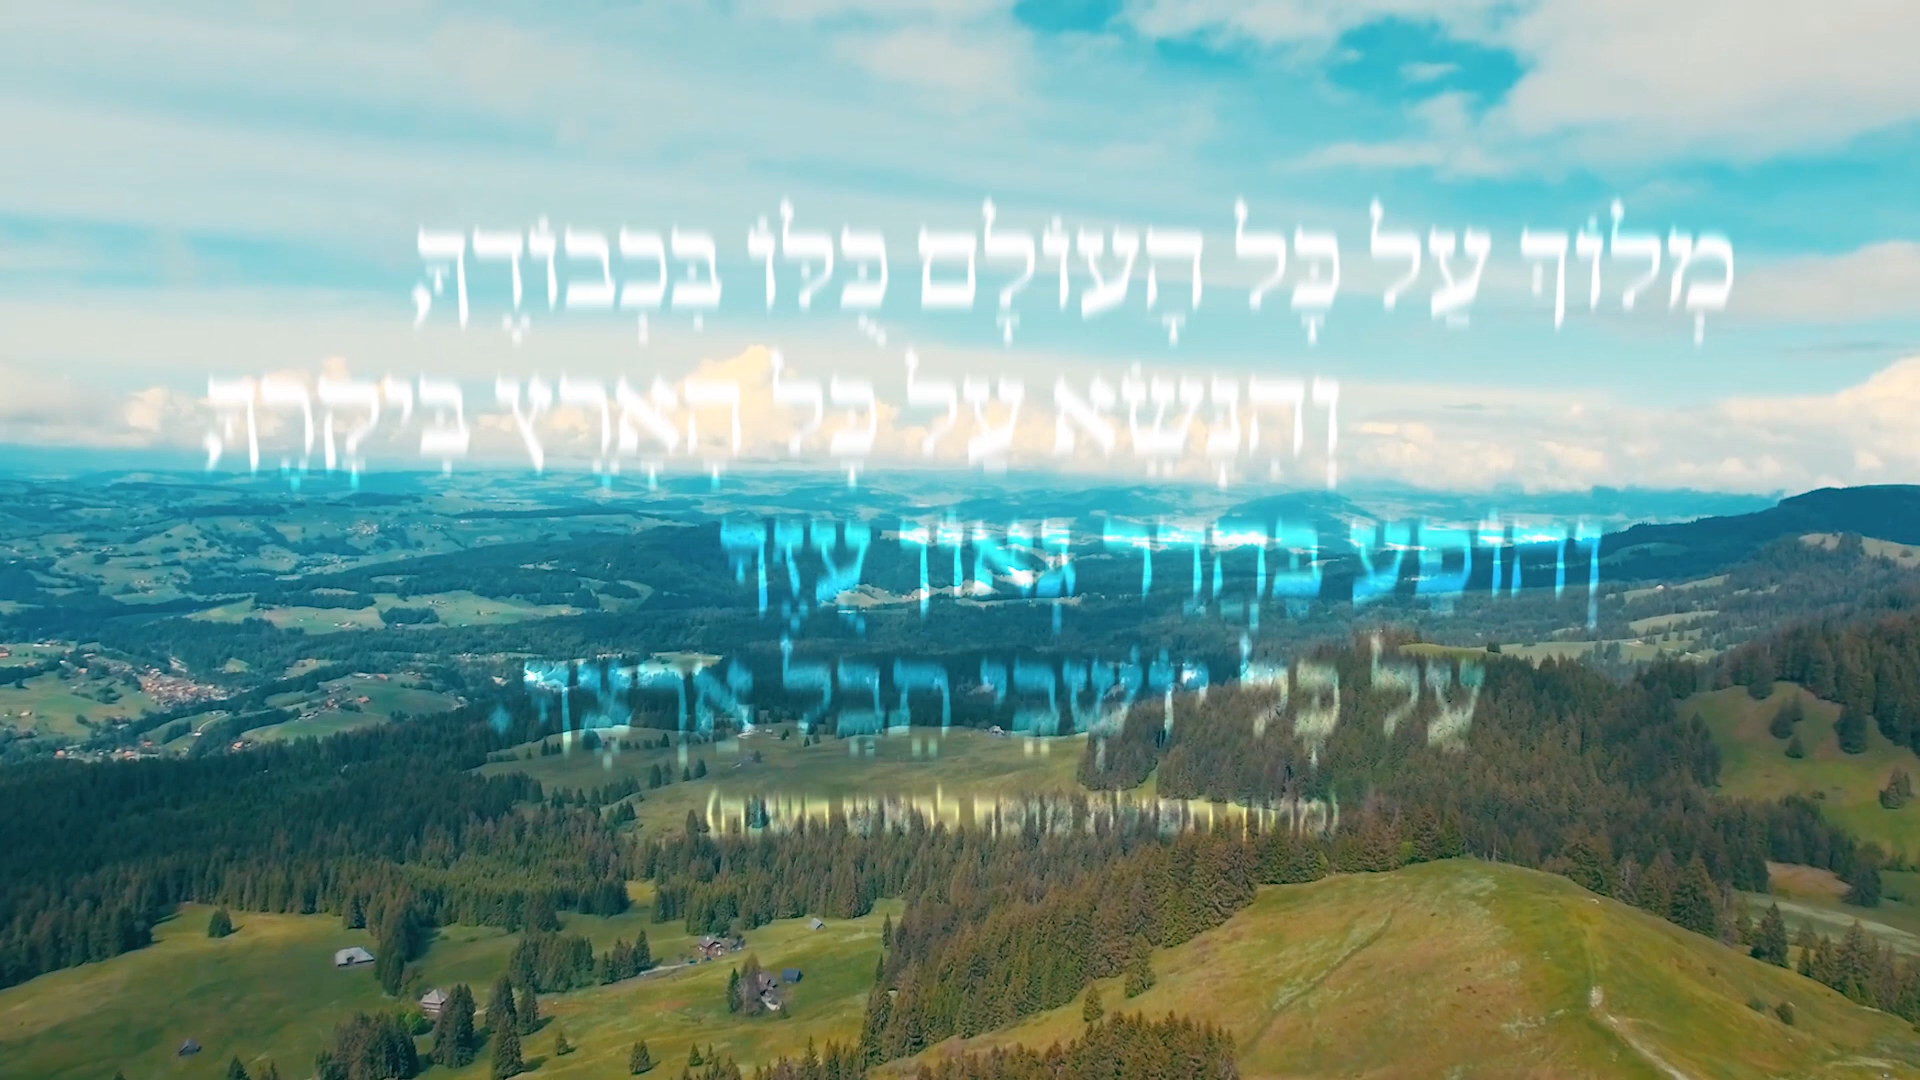 מְלוֹךְ עַל כָּל הָעוֹלָם כֻּלּוֹ בִּכְבוֹדֶךָ,
וְהִנָּשֵׂא עַל כָּל הָאָרֶץ בִּיקָרֶךָ,
וְהוֹפַע בַּהֲדַר גְּאוֹן עֻזֶּךָ
עַל כָּל יוֹשְׁבֵי תֵבֵל אַרְצֶךָ.